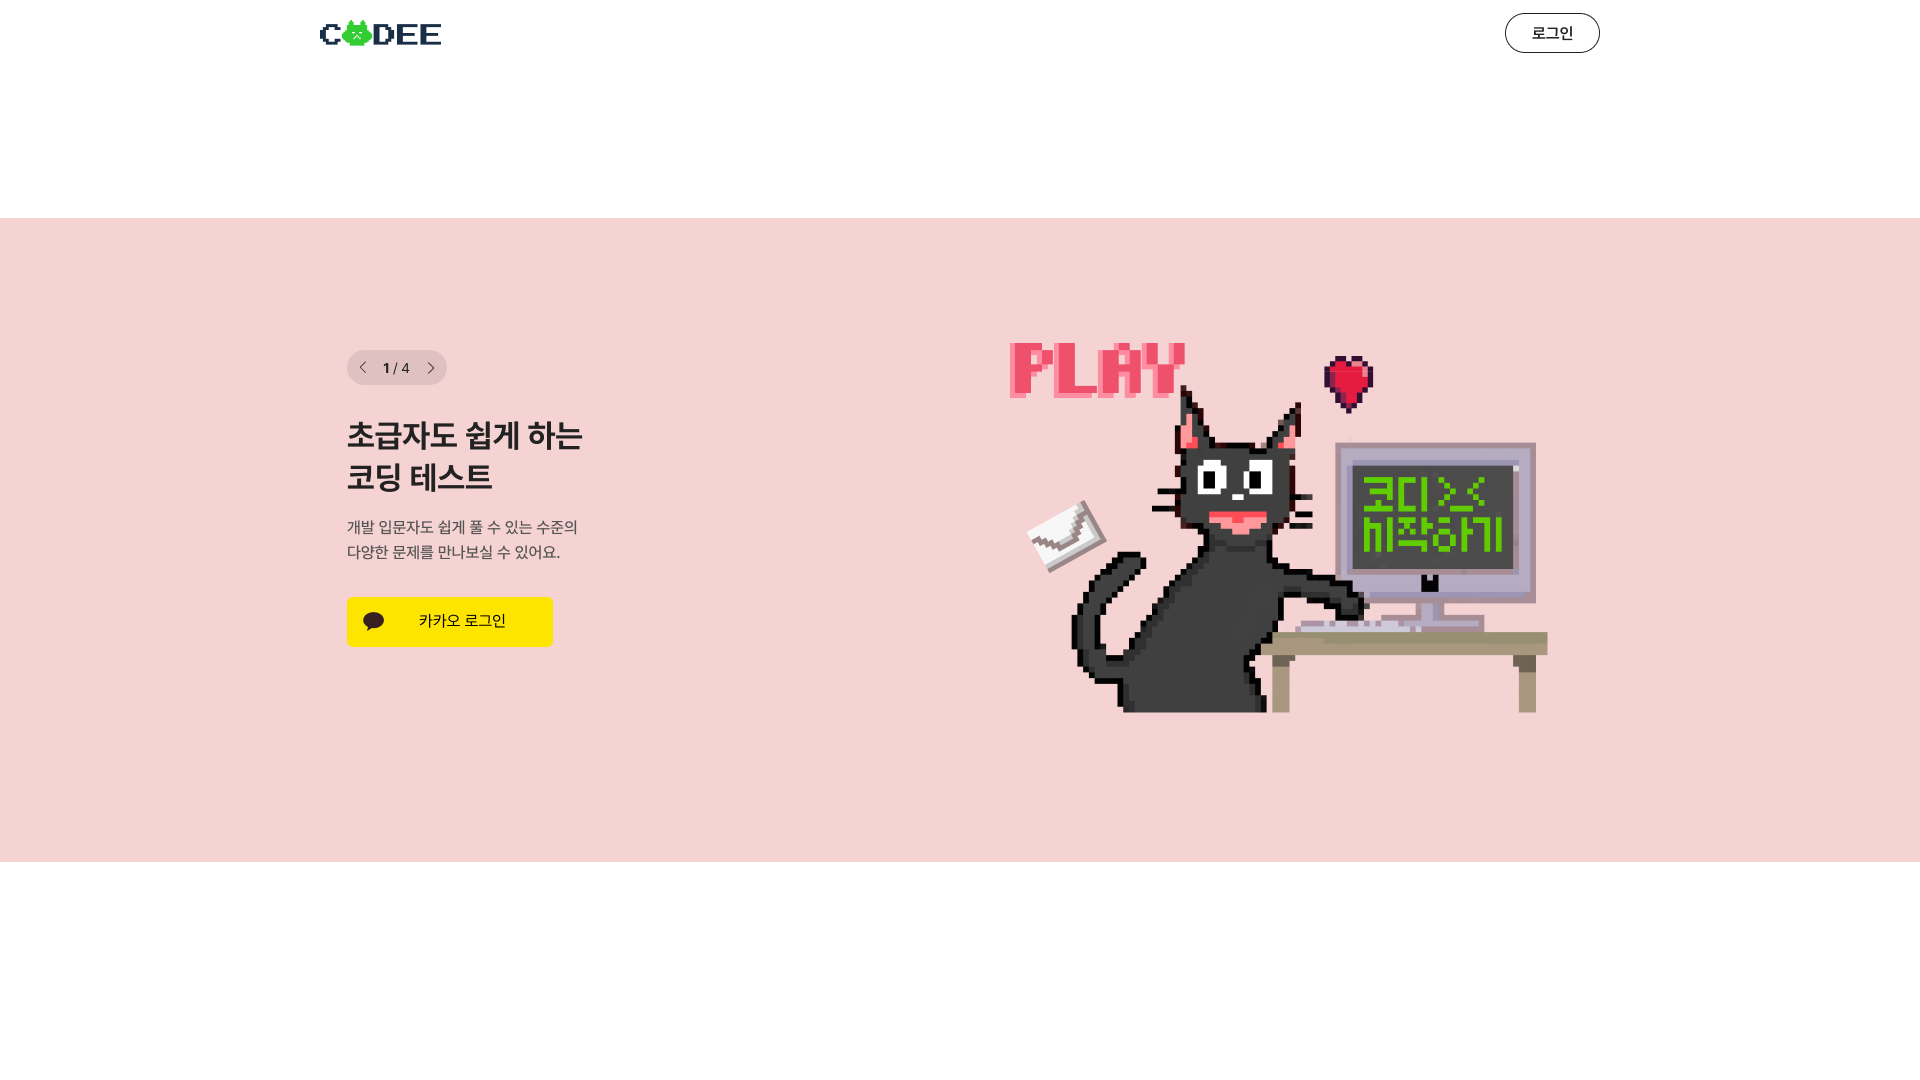 CODEE
로그인
1 / 4
초급자도 쉽게 하는
코딩 테스트
개발 입문자도 쉽게 풀 수 있는 수준의
다양한 문제를 만나보실 수 있어요.
카카오 로그인
PLAY
코디
시작하기